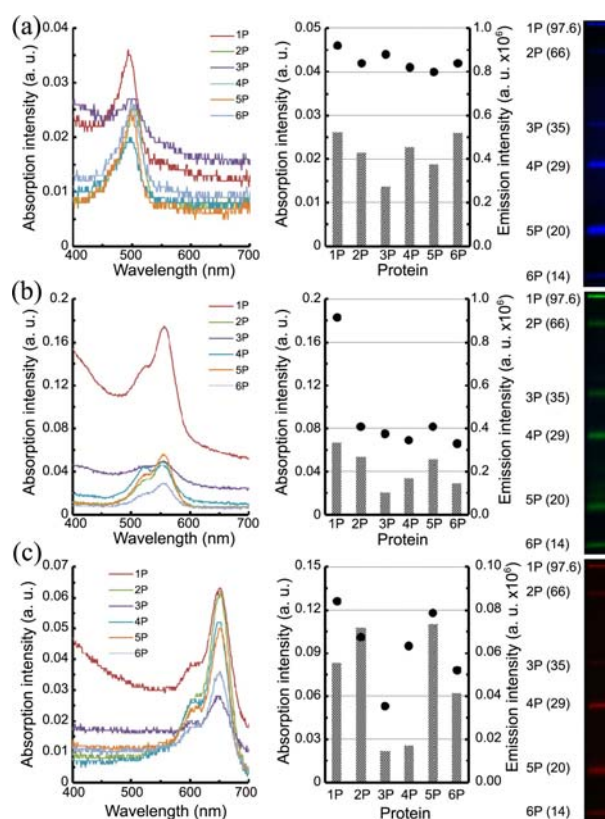 (a)
0.04
0.03
0.02
0.01
0
400 500 600 700
Absorption intensity (a. u.)
Wavelength (nm)
1P
2P
3P
4P
5P
6P
0.05
0.04
0.03
0.02
0.01
0
Absorption intensity (a. u.)
1P 2P 3P 4P 5P 6P
Protein
1.0
0.8
0.6
0.4
0.2
0.0
Emission intensity (a. u. x10⁶)
1P (97.6)
2P (66)
3P (35)
4P (29)
5P (20)
6P (14)
(b)
0.2
0.16
0.12
0.08
0.04
0
400 500 600 700
Absorption intensity (a. u.)
Wavelength (nm)
1P
2P
3P
4P
5P
6P
0.2
0.16
0.12
0.08
0.04
0
Absorption intensity (a. u.)
1P 2P 3P 4P 5P 6P
Protein
1.0
0.8
0.6
0.4
0.2
0.0
Emission intensity (a. u. x10⁶)
1P (97.6)
2P (66)
3P (35)
4P (29)
5P (20)
6P (14)
(c)
0.07
0.06
0.05
0.04
0.03
0.02
0.01
0
400 500 600 700
Absorption intensity (a. u.)
Wavelength (nm)
1P
2P
3P
4P
5P
6P
0.15
0.12
0.09
0.06
0.03
0.00
Absorption intensity (a. u.)
1P 2P 3P 4P 5P 6P
Protein
0.10
0.08
0.06
0.04
0.02
0.00
Emission intensity (a. u. x10⁶)
1P (97.6)
2P (66)
3P (35)
4P (29)
5P (20)
6P (14)